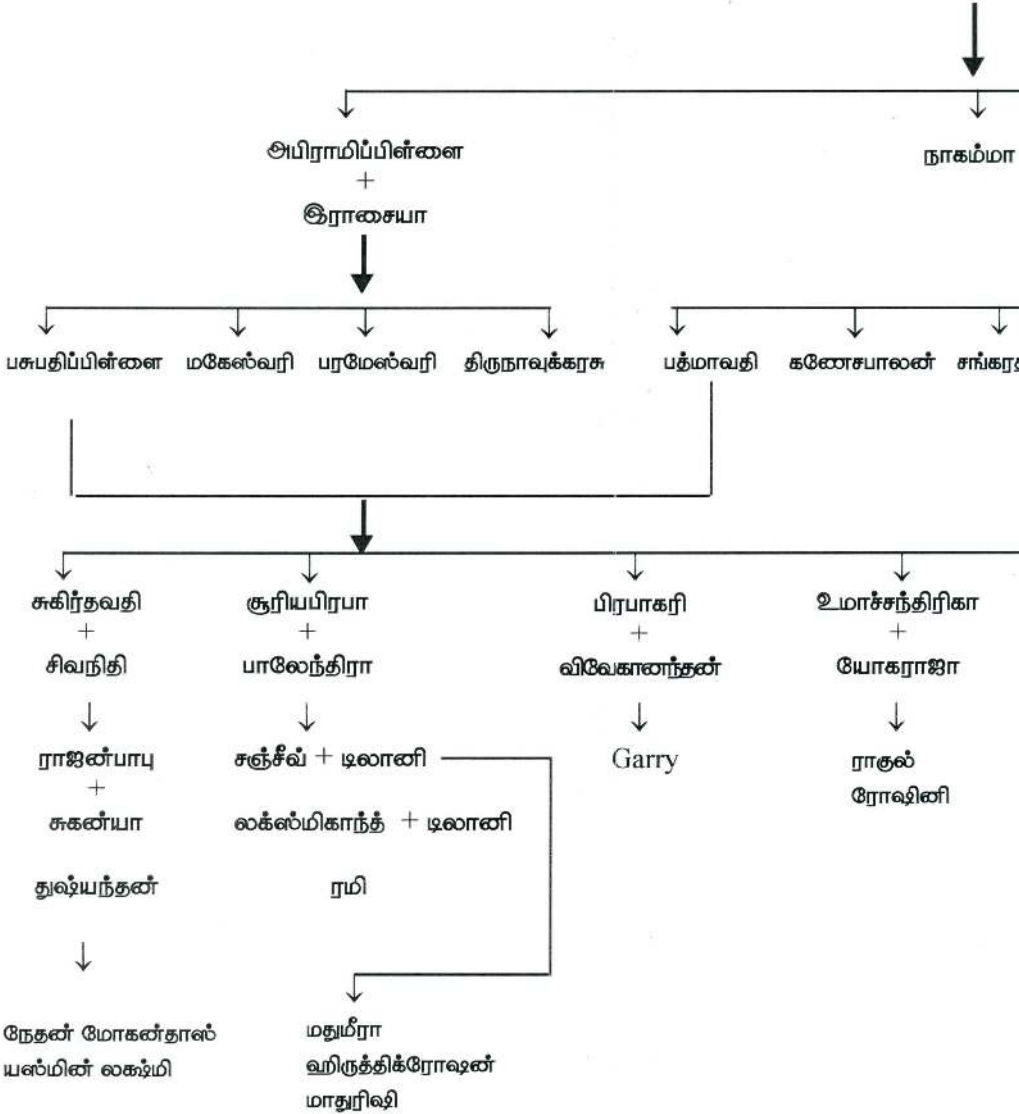 அபிராமிப்பிள்ளை
+
இராசையா
நாகம்மா
பசுபதிப்பிள்ளை மகேஸ்வரி பரமேஸ்வரி திருநாவுக்கரசு பத்மாவதி கணேசபாலன் சங்கரத
சுகிர்தவதி
+
சிவநிதி
சூரியபிரபா
+
பாலேந்திரா
பிரபாகரி
+
விவேகானந்தன்
உமாச்சந்திரிகா
+
யோகராஜா
ராஜன்பாபு
+
சுகன்யா
துஷ்யந்தன்
சஞ்சீவ் + டிலானி
லக்ஸ்மிகாந்த் + டிலானி
ரமி
Garry
ராகுல்
ரோஷினி
நேதன் மோகன்தாஸ்
யஸ்மின் லக்ஷ்மி
மதுமீரா
ஹிருத்திக்ரோஷன்
மாதுரிஷி